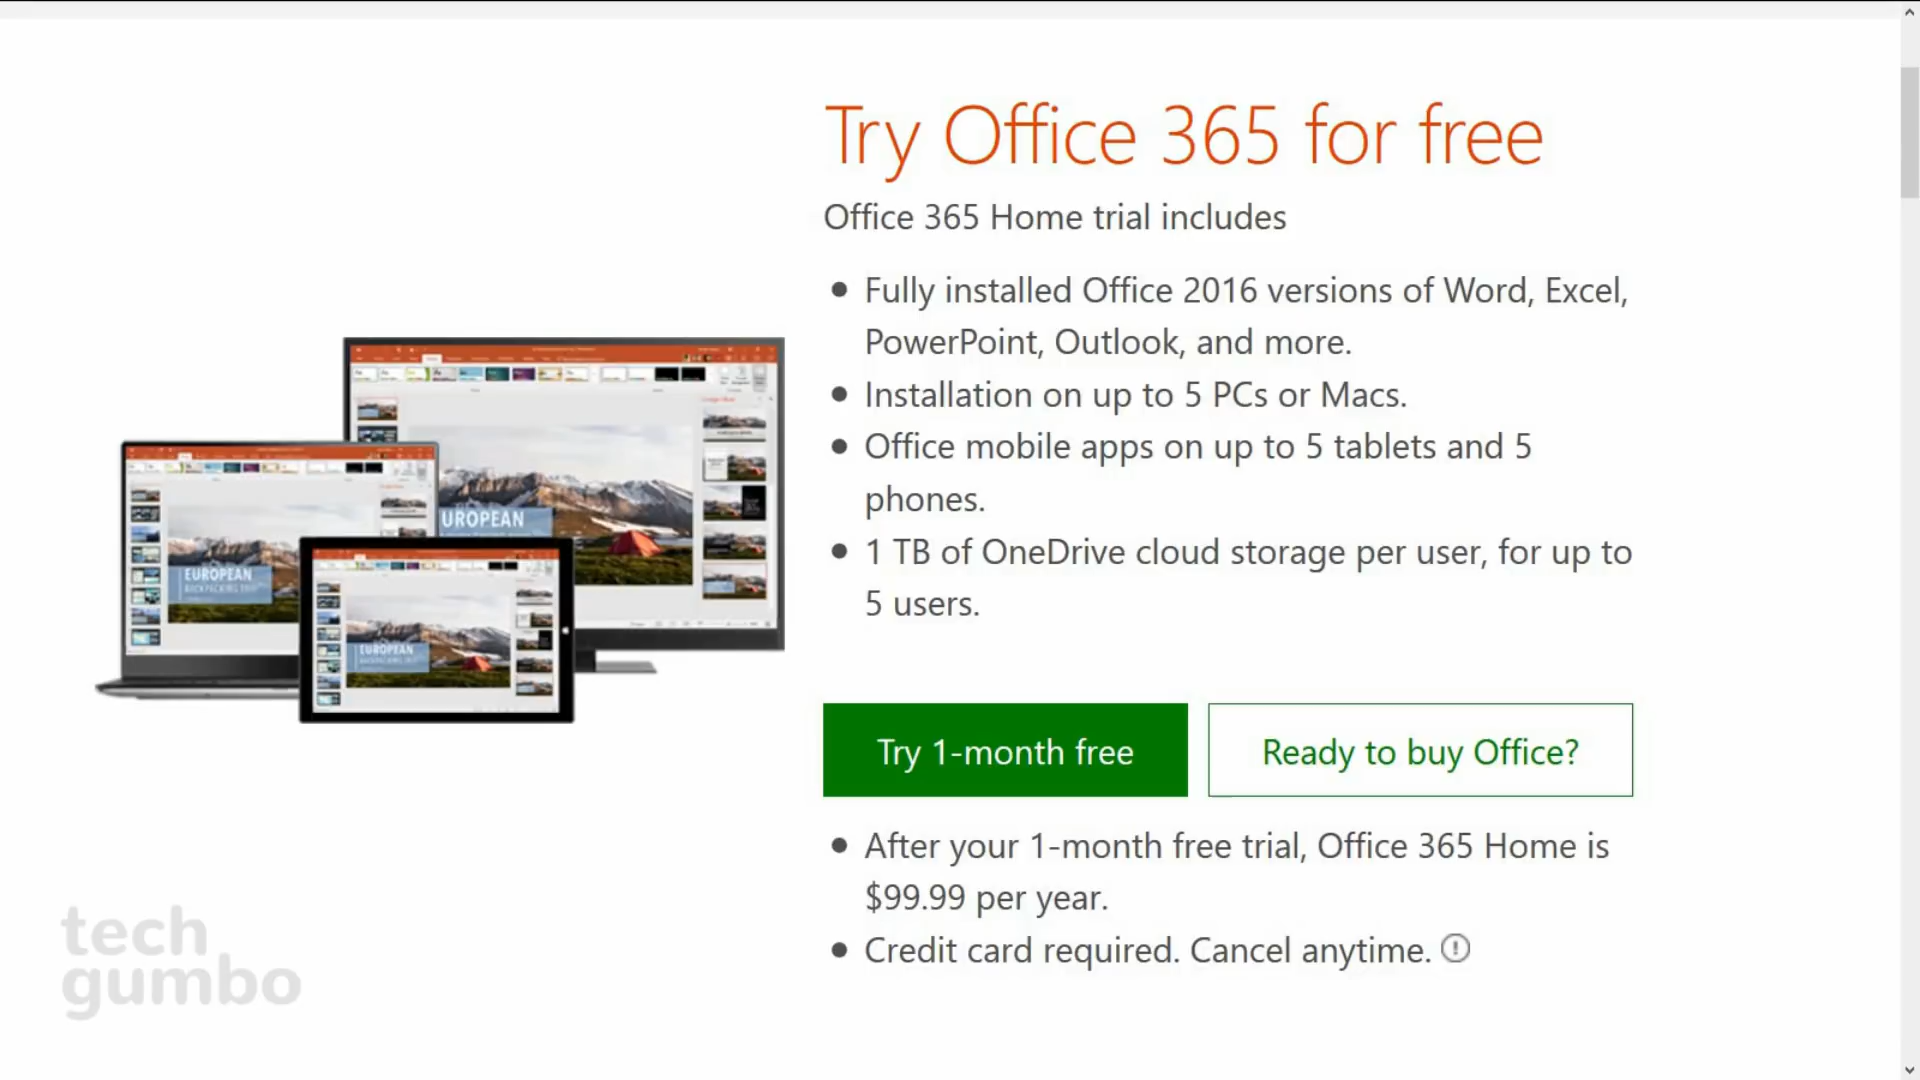 Try Office 365 for free
Office 365 Home trial includes
Fully installed Office 2016 versions of Word, Excel,
PowerPoint, Outlook, and more.
Installation on up to 5 PCs or Macs.
Office mobile apps on up to 5 tablets and 5
phones.
1 TB of OneDrive cloud storage per user, for up to
5 users.
UROPEAN
EUROPEAN
BACKPACKING TRIP
EUROPEAN
BACKPACKING TRIP
Try 1-month free
Ready to buy Office?
After your 1-month free trial, Office 365 Home is
$99.99 per year.
Credit card required. Cancel anytime.
tech
gumbo